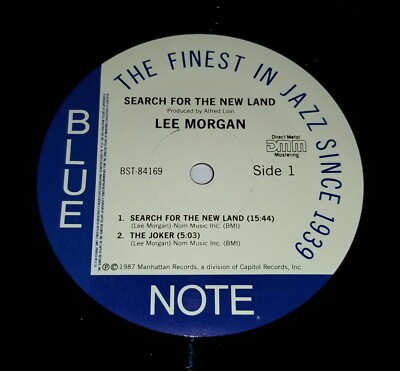 THE FINEST IN JAZZ SINCE 1939
BLUE
SEARCH FOR THE NEW LAND
Produced by Alfred Lion
LEE MORGAN
Direct Metal
DMM
Mastering
BST-84169
Side 1
1. SEARCH FOR THE NEW LAND (15:44)
(Lee Morgan) Nom Music Inc. (BMI)
2. THE JOKER (5:03)
(Lee Morgan) Nom Music Inc. (BMI)
℗©1987 Manhattan Records, a division of Capitol Records, Inc.
NOTE